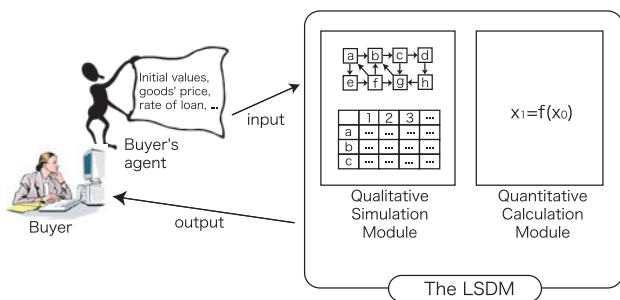 Initial values,
goods' price,
rate of loan, ...
input
Buyer's
agent
Buyer
output
a b c d
e f g h
1 2 3 ...
a ... ... ... ...
b ... ... ... ...
c ... ... ... ...
Qualitative
Simulation
Module
x₁=f(x₀)
Quantitative
Calculation
Module
The LSDM